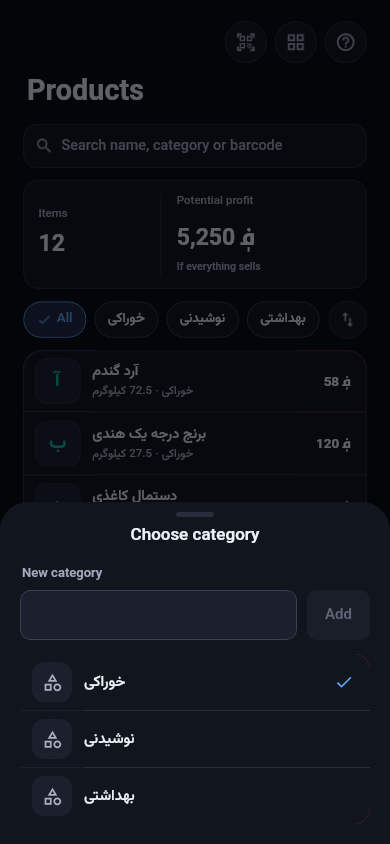 Products
Search name, category or barcode
Items
12
Potential profit
5,250 ؋
If everything sells
All
خوراکی
نوشیدنی
بهداشتی
آ
آرد گندم
خوراکی · 72.5 کیلوگرم
58 ؋
ب
برنج درجه یک هندی
خوراکی · 27.5 کیلوگرم
120 ؋
دستمال کاغذی
Choose category
New category
Add
خوراکی
نوشیدنی
بهداشتی